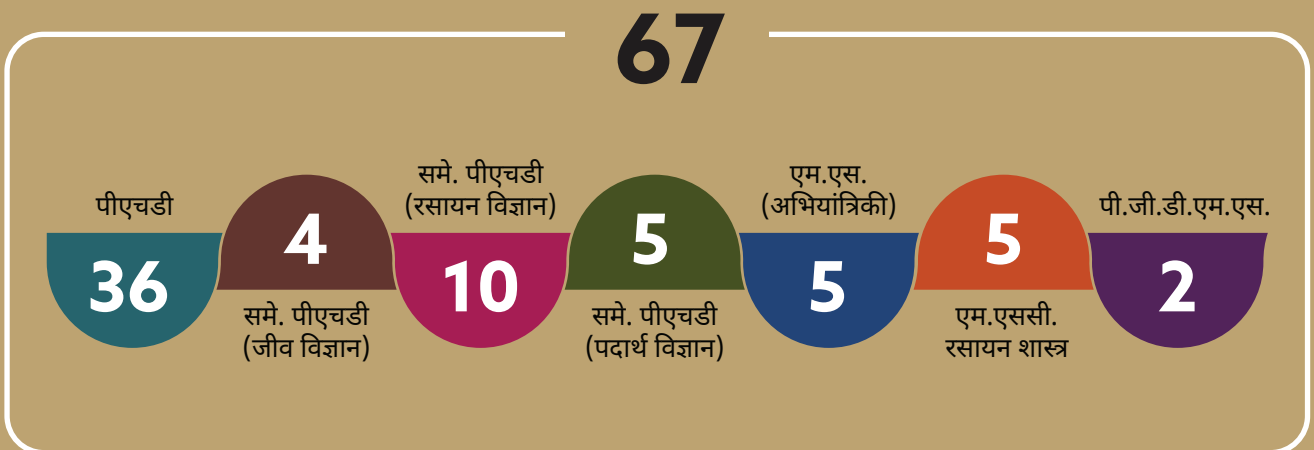 67
पीएचडी
36
4
समे. पीएचडी
(जीव विज्ञान)
समे. पीएचडी
(रसायन विज्ञान)
10
5
समे. पीएचडी
(पदार्थ विज्ञान)
एम.एस.
(अभियांत्रिकी)
5
5
एम.एससी.
रसायन शास्त्र
पी.जी.डी.एम.एस.
2